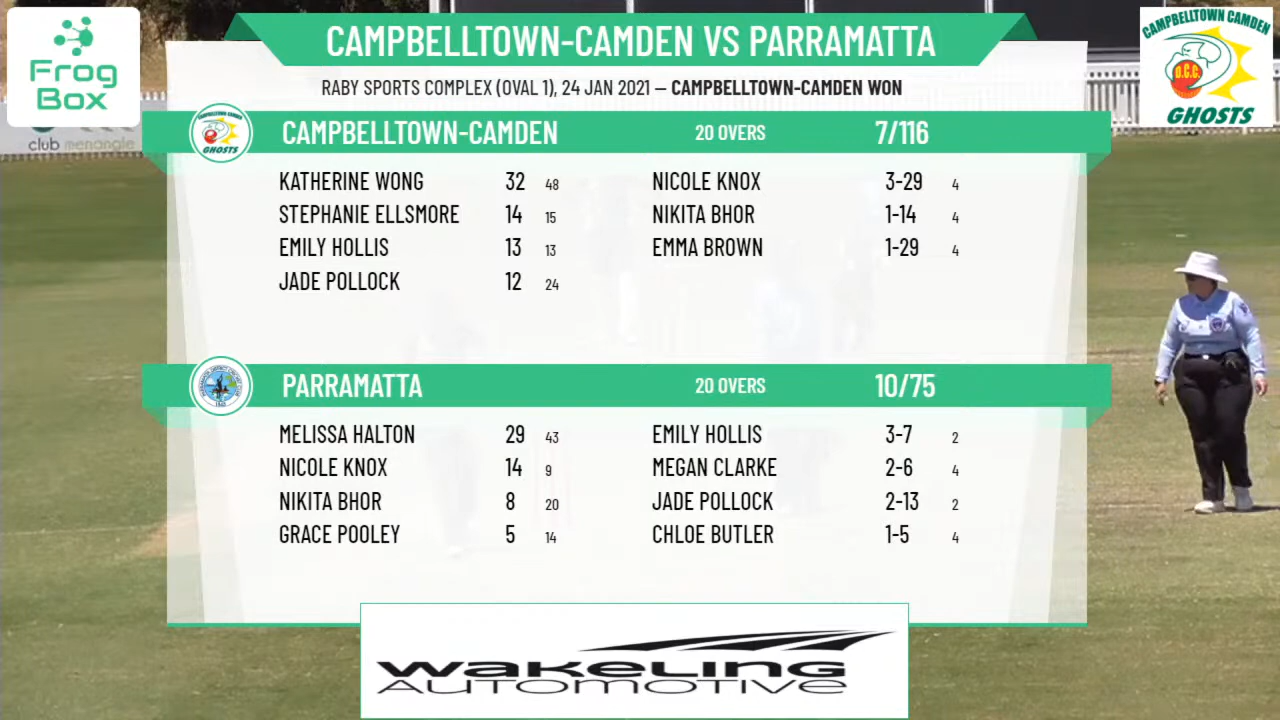 CAMPBELLTOWN-CAMDEN VS PARRAMATTA
RABY SPORTS COMPLEX (OVAL 1), 24 JAN 2021 – CAMPBELLTOWN-CAMDEN WON
Frog
Box
club menangle
CAMPBELLTOWN CAMDEN
D.C.C.
GHOSTS
CAMPBELLTOWN-CAMDEN 20 OVERS 7/116
KATHERINE WONG 32 48 NICOLE KNOX 3-29 4
STEPHANIE ELLSMORE 14 15 NIKITA BHOR 1-14 4
EMILY HOLLIS 13 13 EMMA BROWN 1-29 4
JADE POLLOCK 12 24
PARRAMATTA 20 OVERS 10/75
MELISSA HALTON 29 43 EMILY HOLLIS 3-7 2
NICOLE KNOX 14 9 MEGAN CLARKE 2-6 4
NIKITA BHOR 8 20 JADE POLLOCK 2-13 2
GRACE POOLEY 5 14 CHLOE BUTLER 1-5 4
WAKELING
AUTOMOTIVE